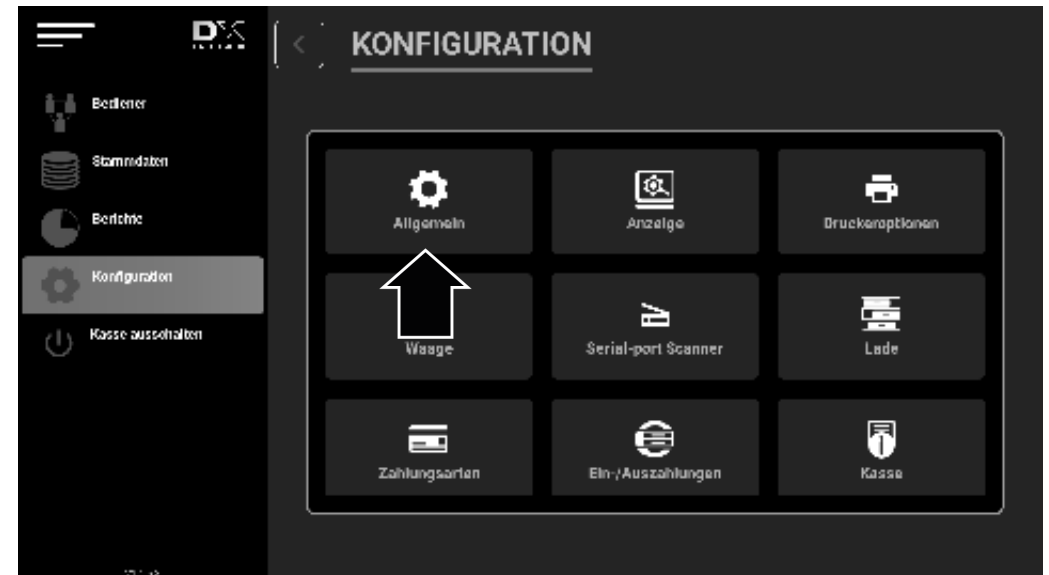 DX
KONFIGURATION
Bediener
Stammdaten
Berichte
Konfiguration
Kasse ausschalten
Allgemein
Anzeige
Druckeroptionen
Waage
Serial-port Scanner
Lade
Zahlungsarten
Ein-/Auszahlungen
Kasse